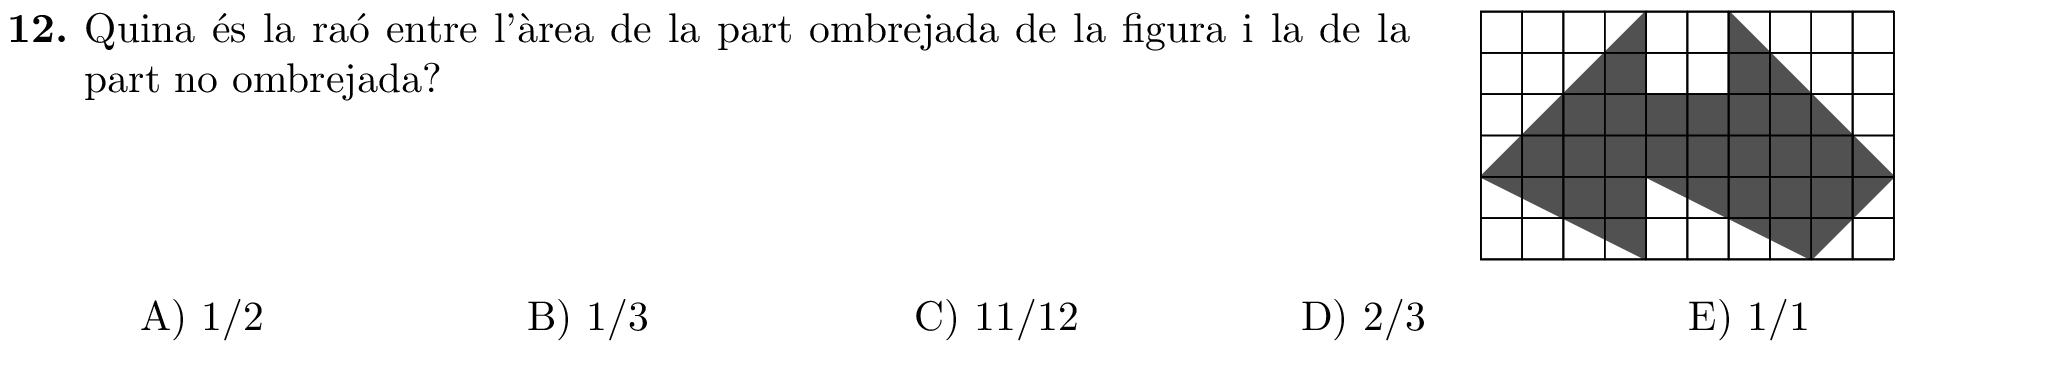 12. Quina és la raó entre l'àrea de la part ombrejada de la figura i la de la
part no ombrejada?
A) 1/2 B) 1/3 C) 11/12 D) 2/3 E) 1/1